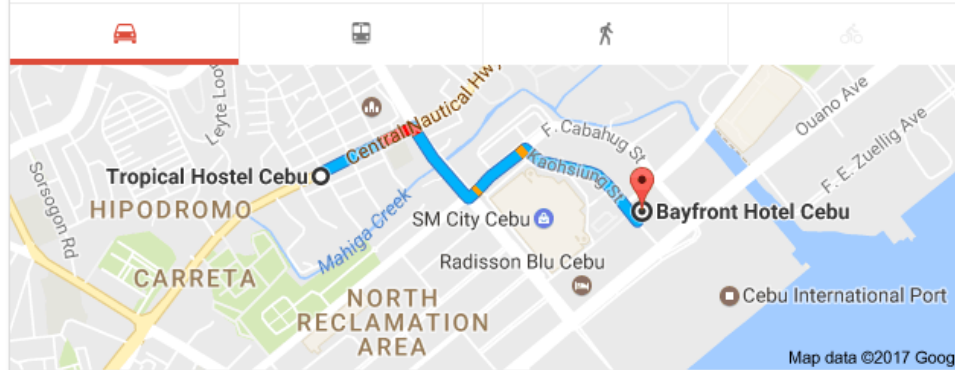 Leyte Loop
Central Nautical Hwy
Ouano Ave
F. Cabahug St
Kaohsiung St
F. E. Zuellig Ave
Sorsogon Rd
Tropical Hostel Cebu
HIPODROMO
Mahiga Creek
SM City Cebu
Bayfront Hotel Cebu
CARRETA
Radisson Blu Cebu
NORTH
RECLAMATION
AREA
Cebu International Port
Map data ©2017 Goog